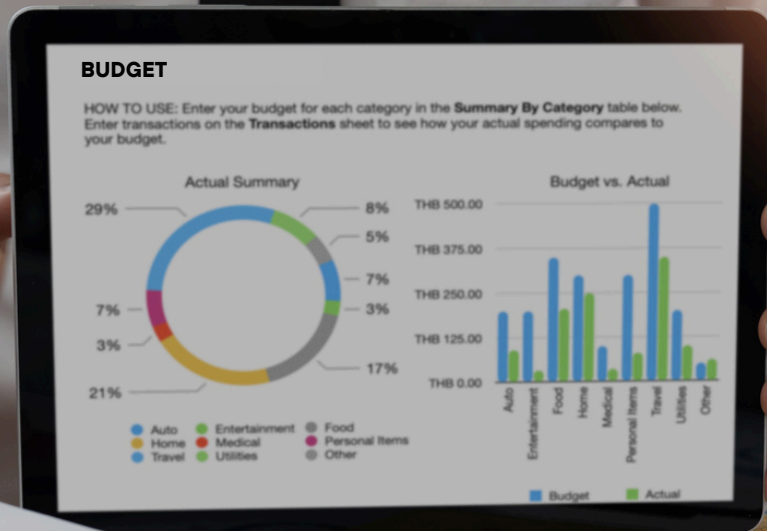 BUDGET
HOW TO USE: Enter your budget for each category in the Summary By Category table below.
Enter transactions on the Transactions sheet to see how your actual spending compares to
your budget.
Actual Summary
29%
8%
5%
7%
7%
3%
3%
17%
21%
Auto
Entertainment
Food
Home
Medical
Personal Items
Travel
Utilities
Other
Budget vs. Actual
THB 500.00
THB 375.00
THB 250.00
THB 125.00
THB 0.00
Auto
Entertainment
Food
Home
Medical
Personal Items
Travel
Utilities
Other
Budget
Actual